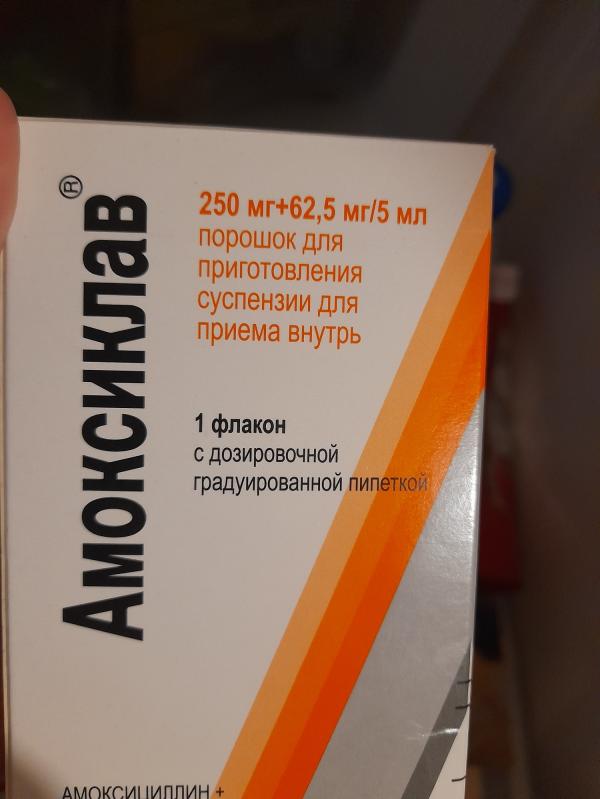 Амоксиклав®
250 мг+62,5 мг/5 мл
порошок для
приготовления
суспензии для
приема внутрь
1 флакон
с дозировочной
градуированной пипеткой
АМОКСИЦИЛЛИН +